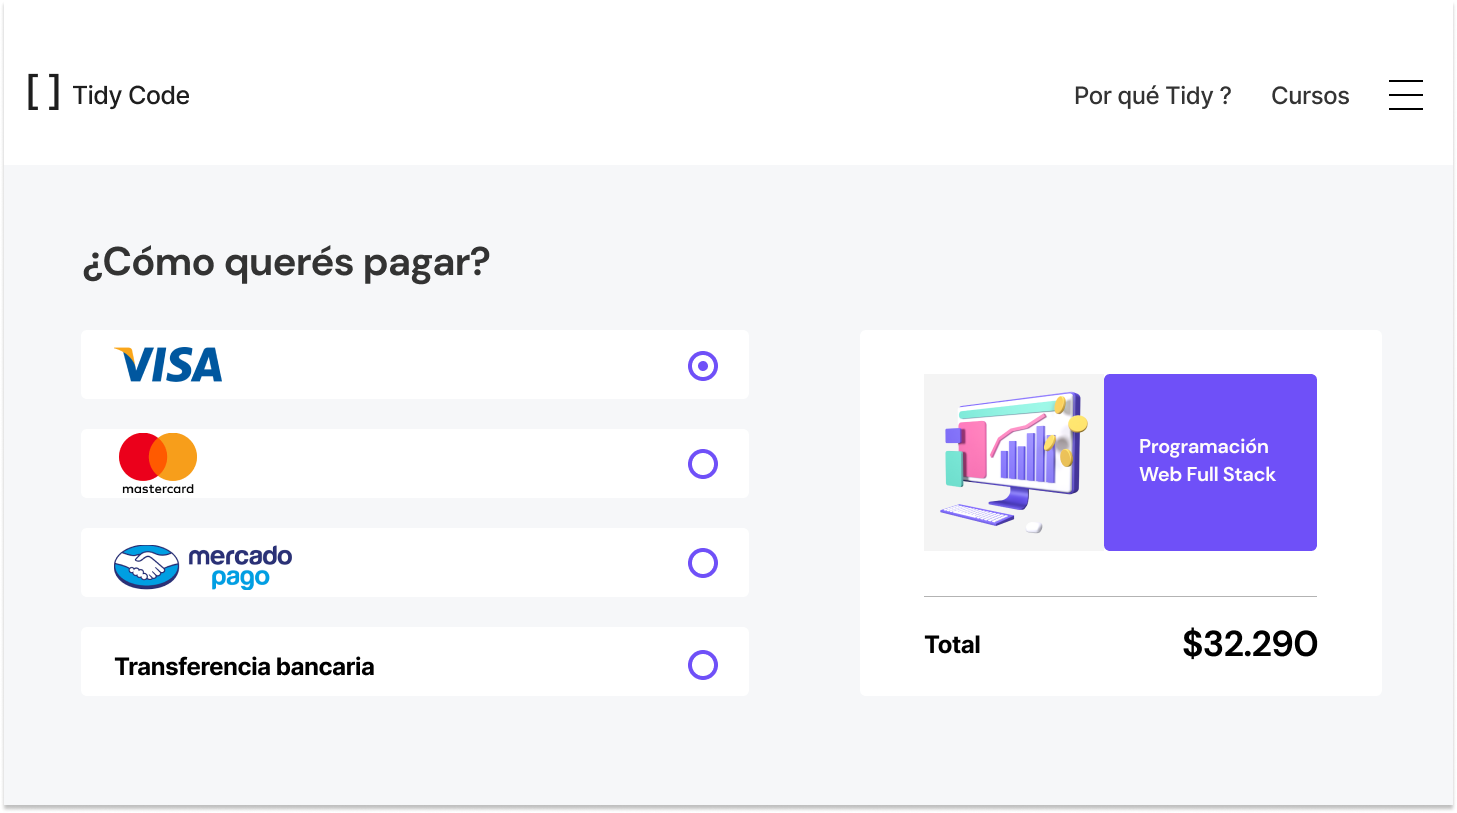 [ ] Tidy Code
Por qué Tidy ?
Cursos
¿Cómo querés pagar?
VISA
mastercard
mercado
pago
Transferencia bancaria
Programación
Web Full Stack
Total
$32.290